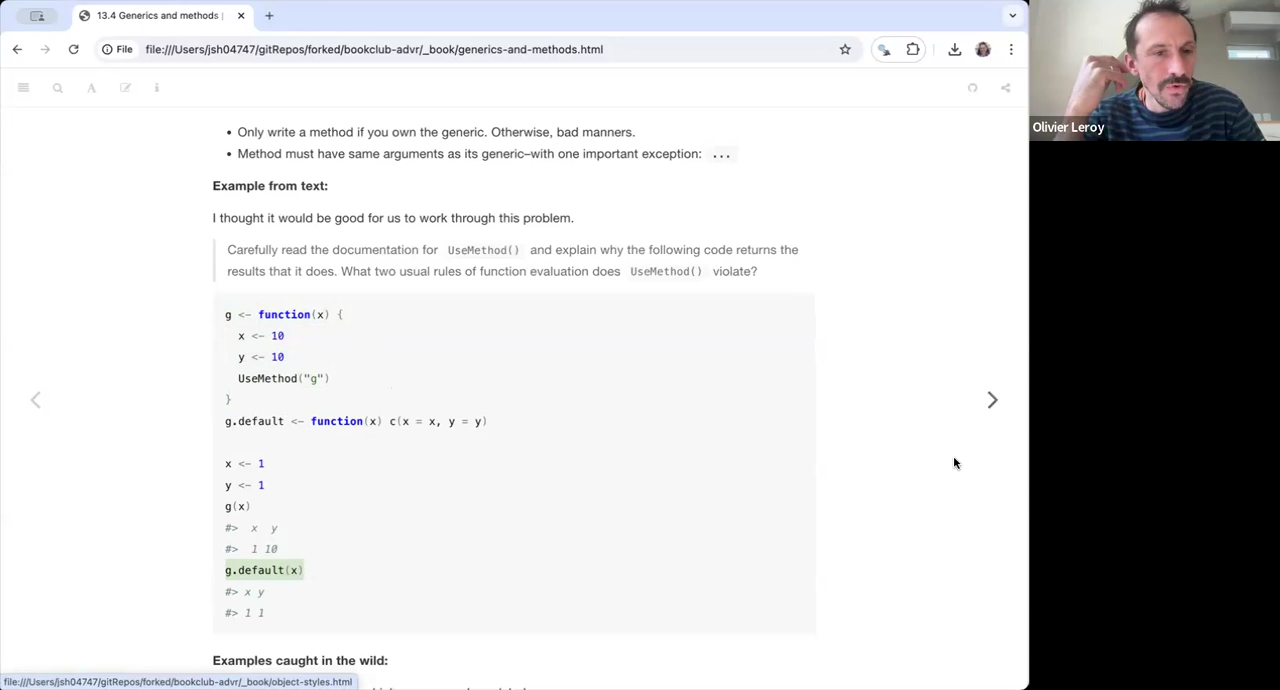 13.4 Generics and methods |
File file:///Users/jsh04747/gitRepos/forked/bookclub-advr/_book/generics-and-methods.html
• Only write a method if you own the generic. Otherwise, bad manners.
• Method must have same arguments as its generic–with one important exception: ...
Example from text:
I thought it would be good for us to work through this problem.
Carefully read the documentation for UseMethod() and explain why the following code returns the
results that it does. What two usual rules of function evaluation does UseMethod() violate?
g <- function(x) {
  x <- 10
  y <- 10
  UseMethod("g")
}
g.default <- function(x) c(x = x, y = y)
x <- 1
y <- 1
g(x)
#>  x  y
#>  1 10
g.default(x)
#> x y
#> 1 1
Examples caught in the wild:
file:///Users/jsh04747/gitRepos/forked/bookclub-advr/_book/object-styles.html
Olivier Leroy